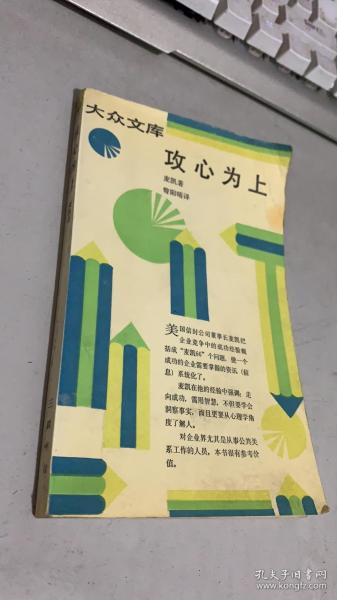 大众文库
攻心为上
麦凯著
曾阳晴译
美国信封公司董事长麦凯把
企业竞争中的成功经验概
括成“麦凯66”个问题，使一个
成功的企业需要掌握的资讯（信
息）系统化了。
麦凯在他的经验中强调：走
向成功，需用智慧，不但要学会
洞察事实，而且更要从心理学角
度了解人。
对企业界尤其是从事公共关
系工作的人员，本书很有参考价
值。
孔夫子旧书网